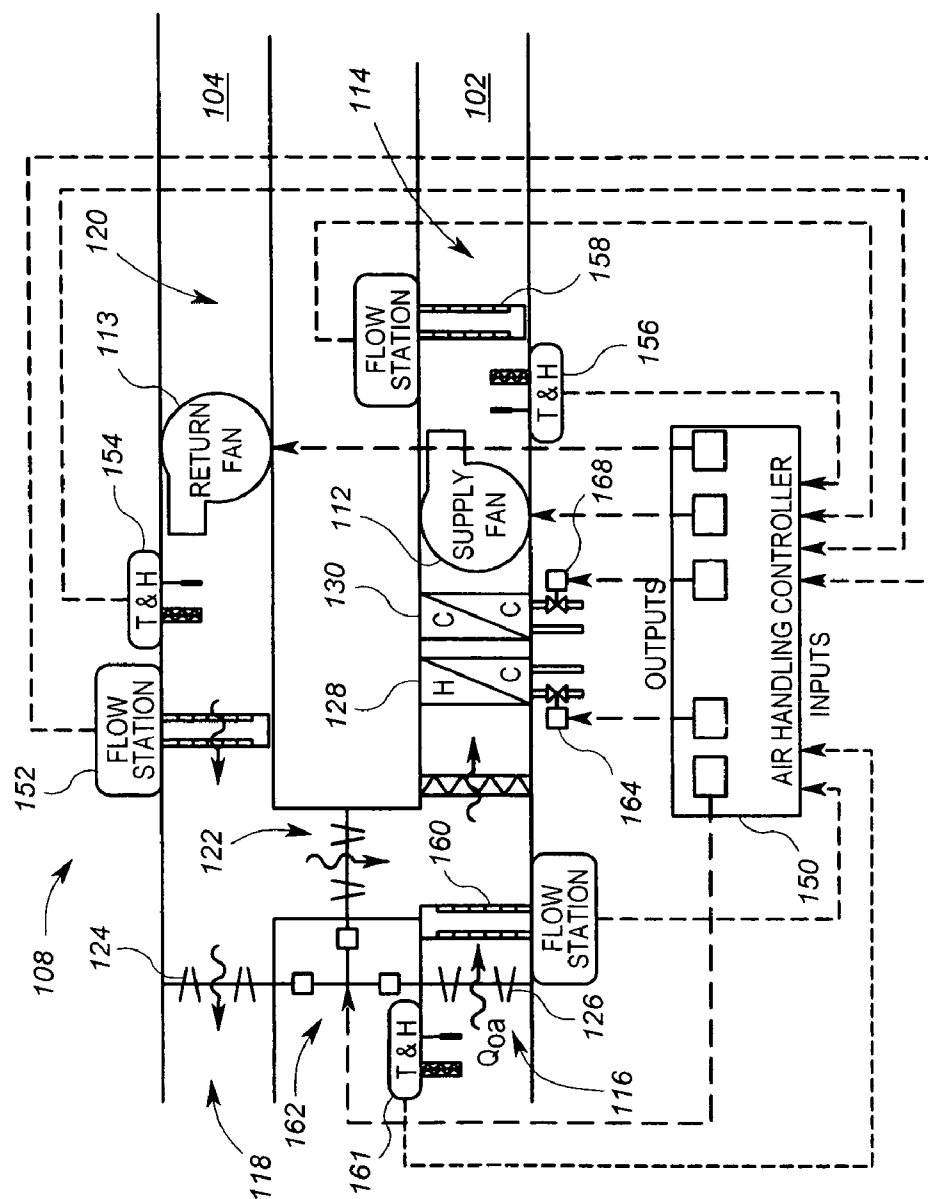 104
114
102
120
113
154
FLOW
STATION
158
RETURN
FAN
T & H
156
T & H
112
SUPPLY
FAN
168
130
C
C
128
H
C
OUTPUTS
AIR HANDLING CONTROLLER
INPUTS
152
FLOW
STATION
164
150
122
160
108
124
FLOW
STATION
126
162
T & H
Qoa
116
118
161